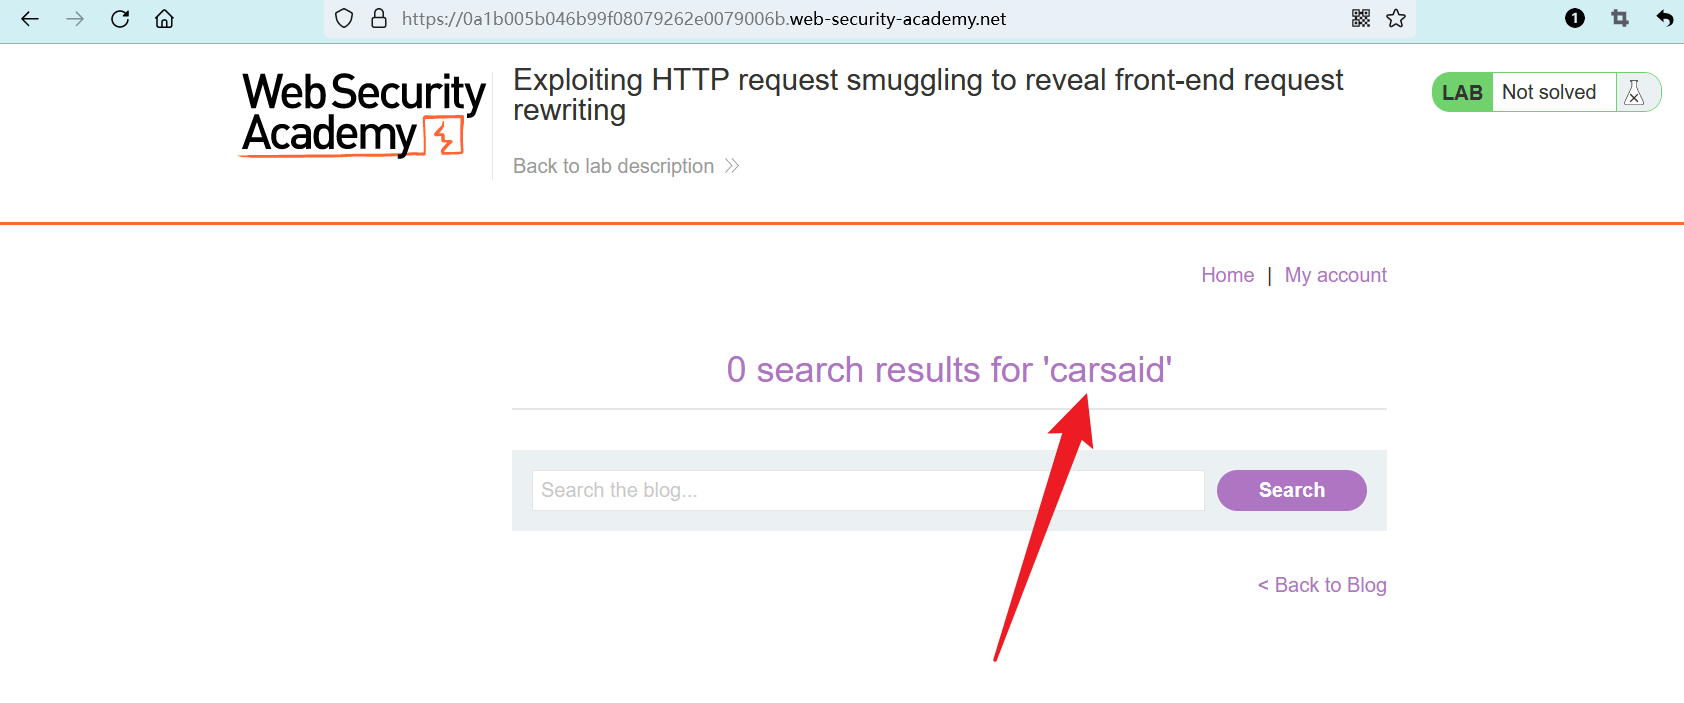 https://0a1b005b046b99f08079262e0079006b.web-security-academy.net
1
Web Security
Academy
Exploiting HTTP request smuggling to reveal front-end request
rewriting
LAB Not solved
Back to lab description
Home | My account
0 search results for 'carsaid'
Search the blog...
Search
< Back to Blog